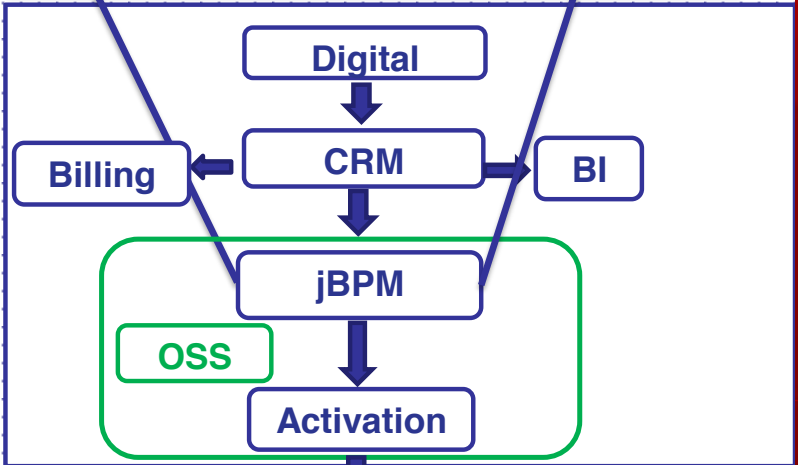 Digital
CRM
Billing
BI
jBPM
OSS
Activation